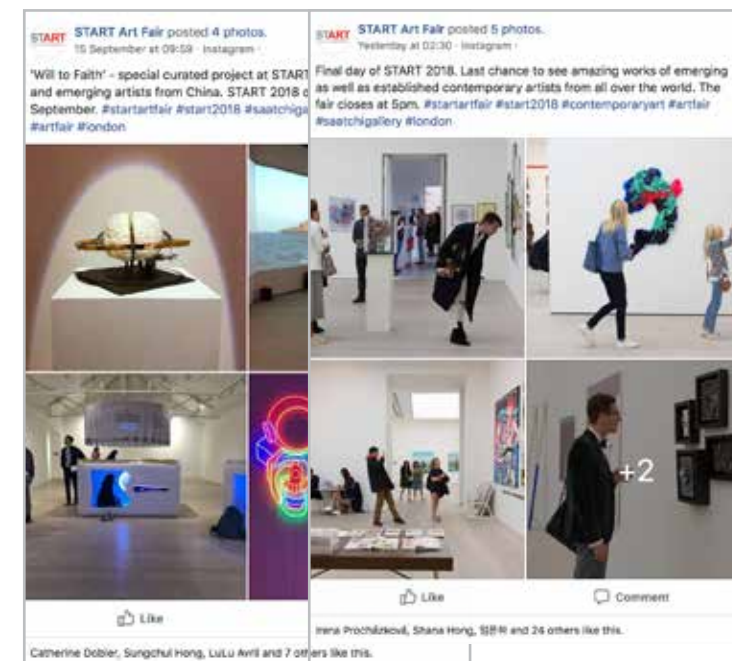 START
START Art Fair posted 4 photos.
15 September at 09:59 · Instagram ·
'Will to Faith' - special curated project at START
and emerging artists from China. START 2018 c
September. #startartfair #start2018 #saatchiga
#artfair #london
Like
Catherine Dobler, Sungchul Hong, LuLu Avril and 7 others like this.
START
START Art Fair posted 5 photos.
Yesterday at 02:30 · Instagram ·
Final day of START 2018. Last chance to see amazing works of emerging
as well as established contemporary artists from all over the world. The
fair closes at 5pm. #startartfair #start2018 #contemporaryart #artfair
#saatchigallery #london
+2
Like
Comment
Irena Procházková, Shana Hong, and 24 others like this.